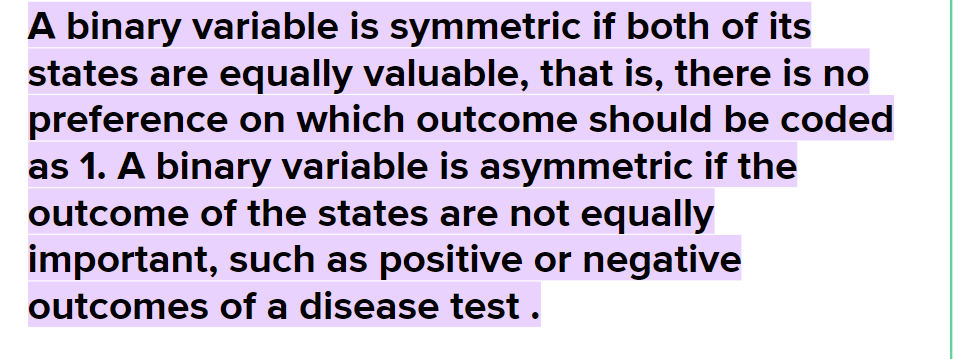 A binary variable is symmetric if both of its
states are equally valuable, that is, there is no
preference on which outcome should be coded
as 1. A binary variable is asymmetric if the
outcome of the states are not equally
important, such as positive or negative
outcomes of a disease test .